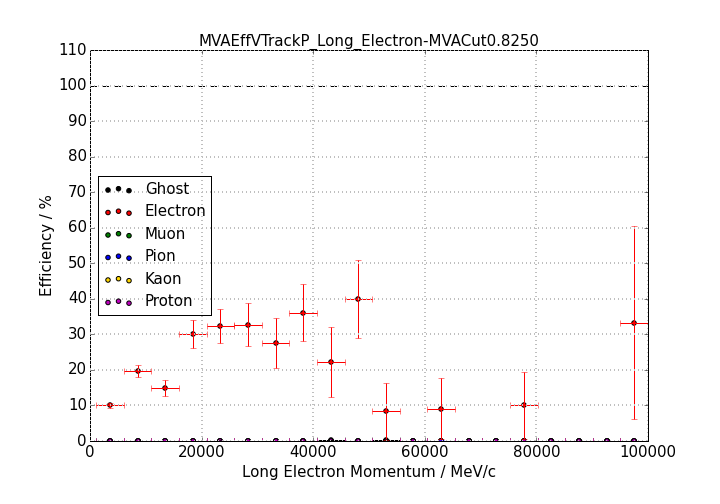 MVAEffVTrackP_Long_Electron-MVACut0.8250
110
100
90
80
70
60
50
40
30
20
10
0
Efficiency / %
Ghost
Electron
Muon
Pion
Kaon
Proton
0 20000 40000 60000 80000 100000
Long Electron Momentum / MeV/c